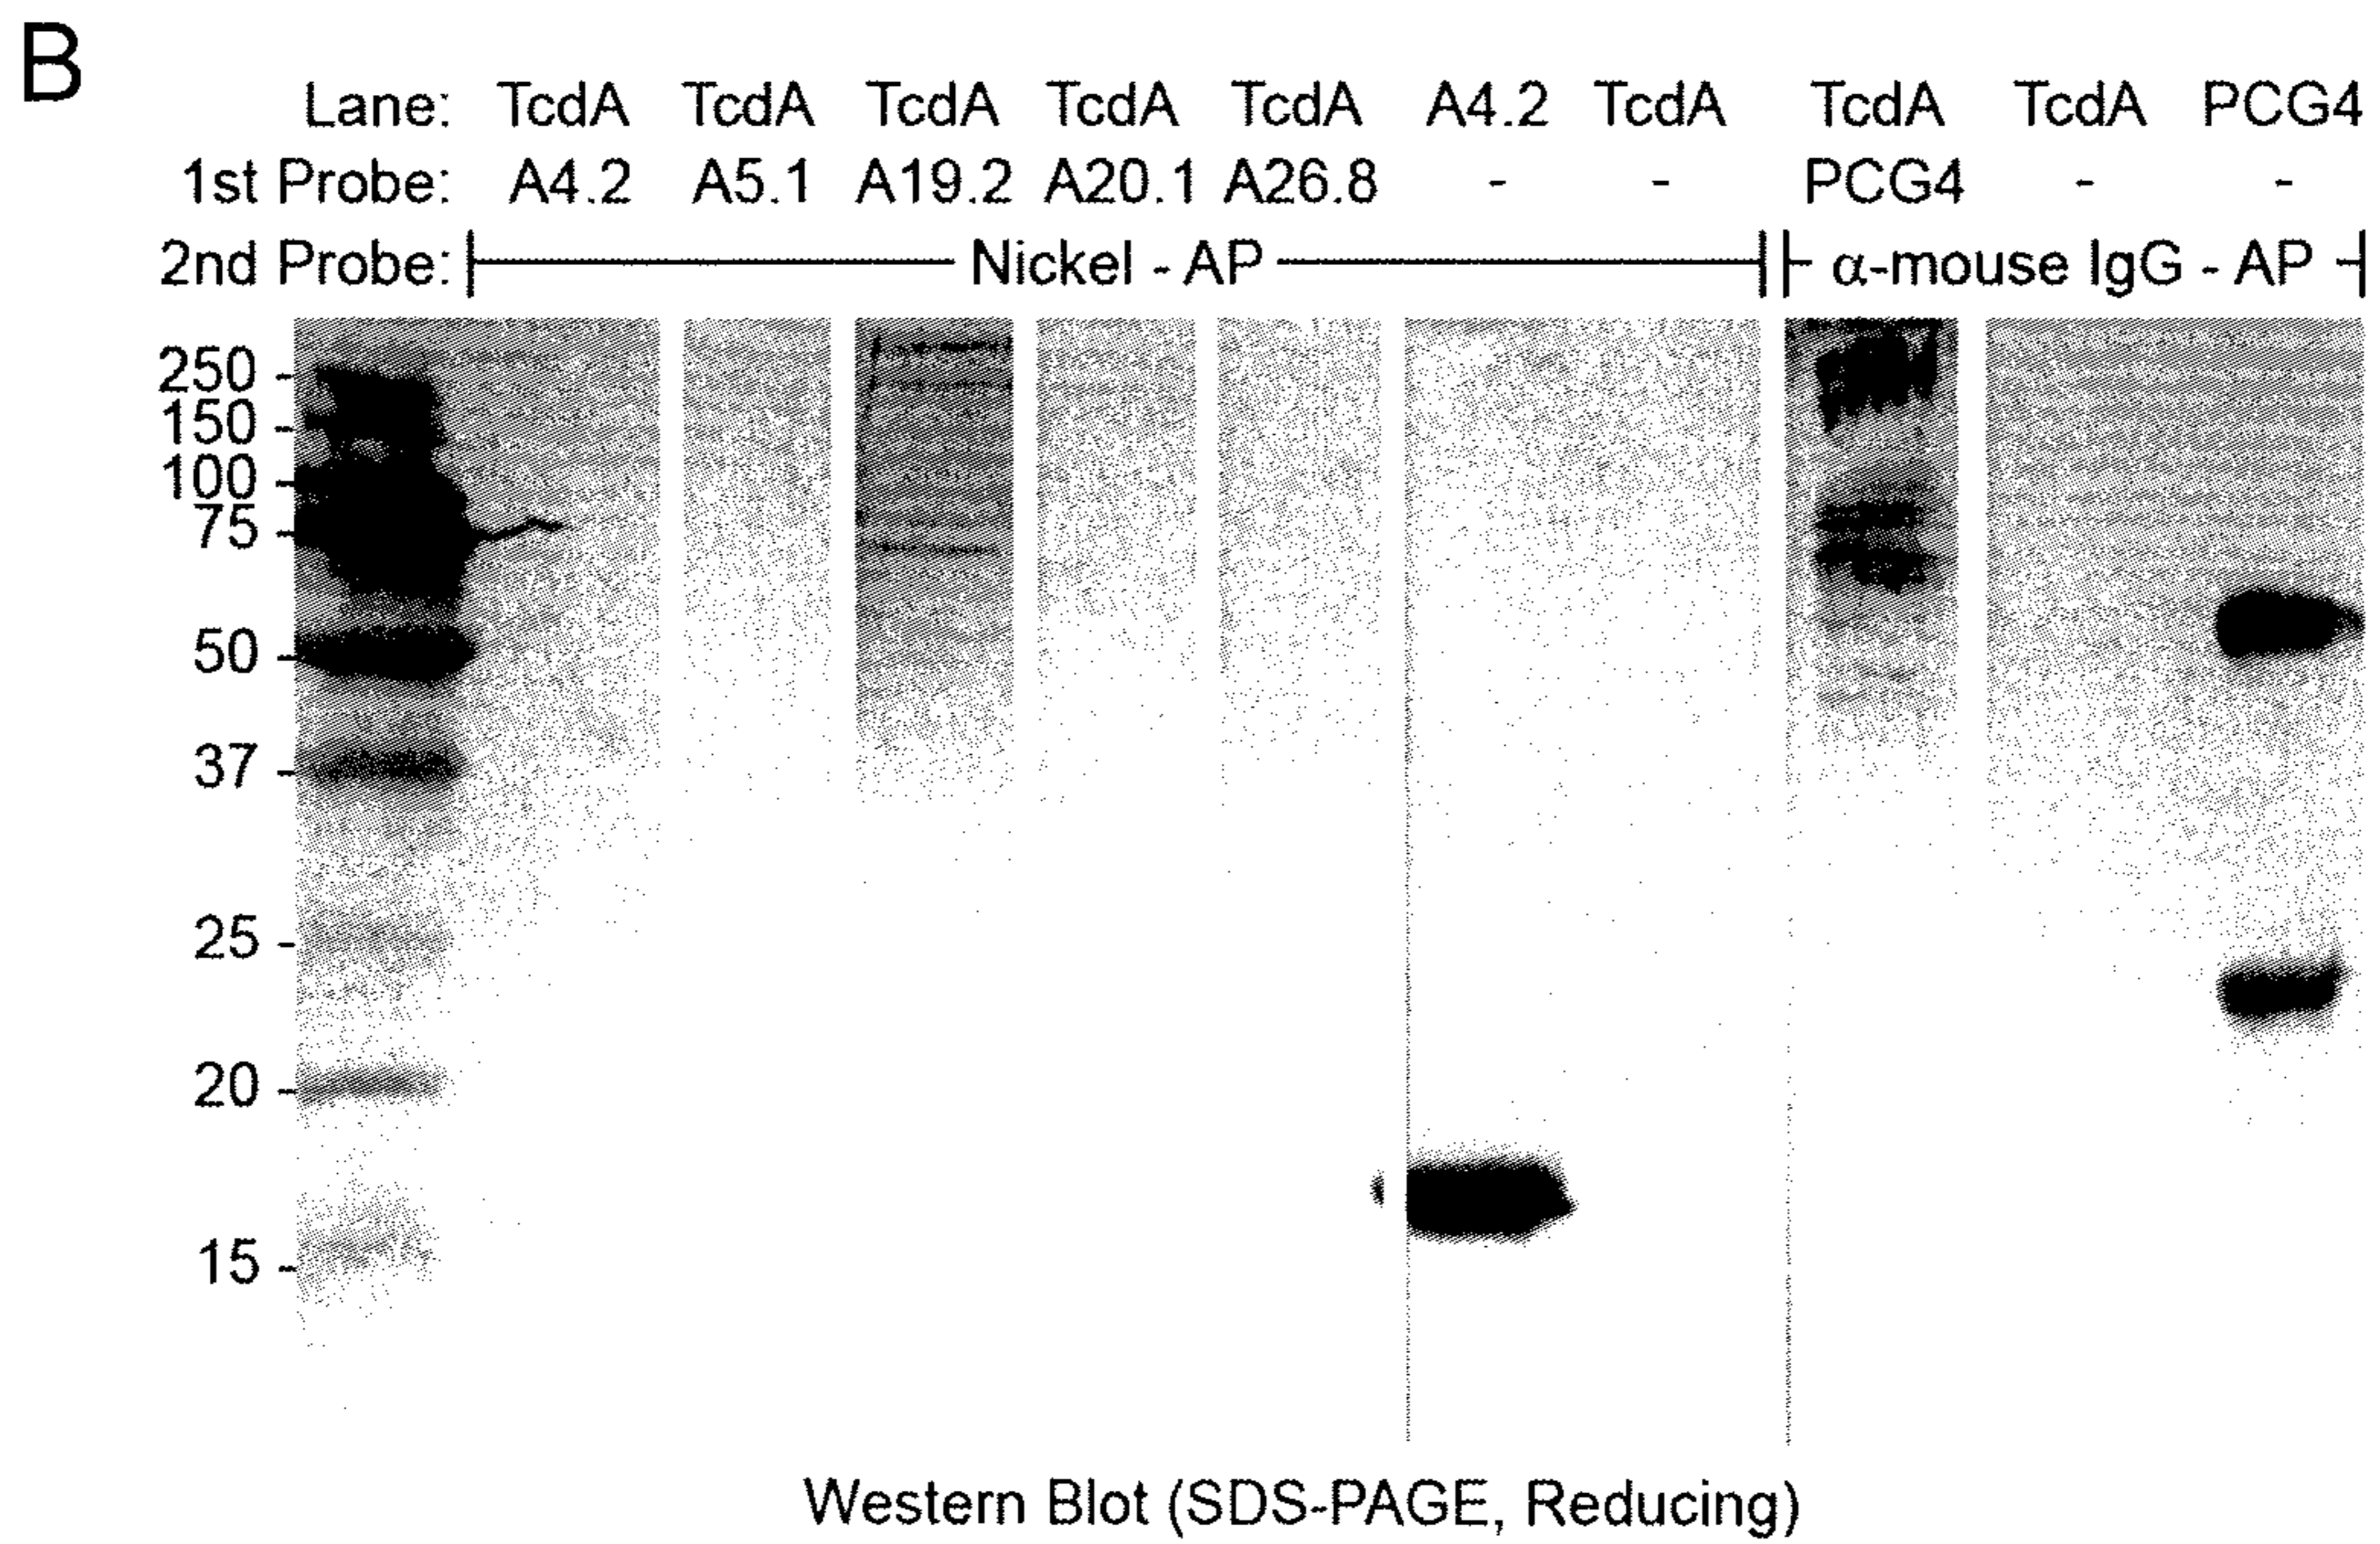 B
Lane: TcdA TcdA TcdA TcdA TcdA A4.2 TcdA TcdA TcdA PCG4
1st Probe: A4.2 A5.1 A19.2 A20.1 A26.8 - - PCG4 - -
2nd Probe: Nickel - AP α-mouse IgG - AP
250 -
150 -
100 -
75 -
50 -
37 -
25 -
20 -
15 -
Western Blot (SDS-PAGE, Reducing)